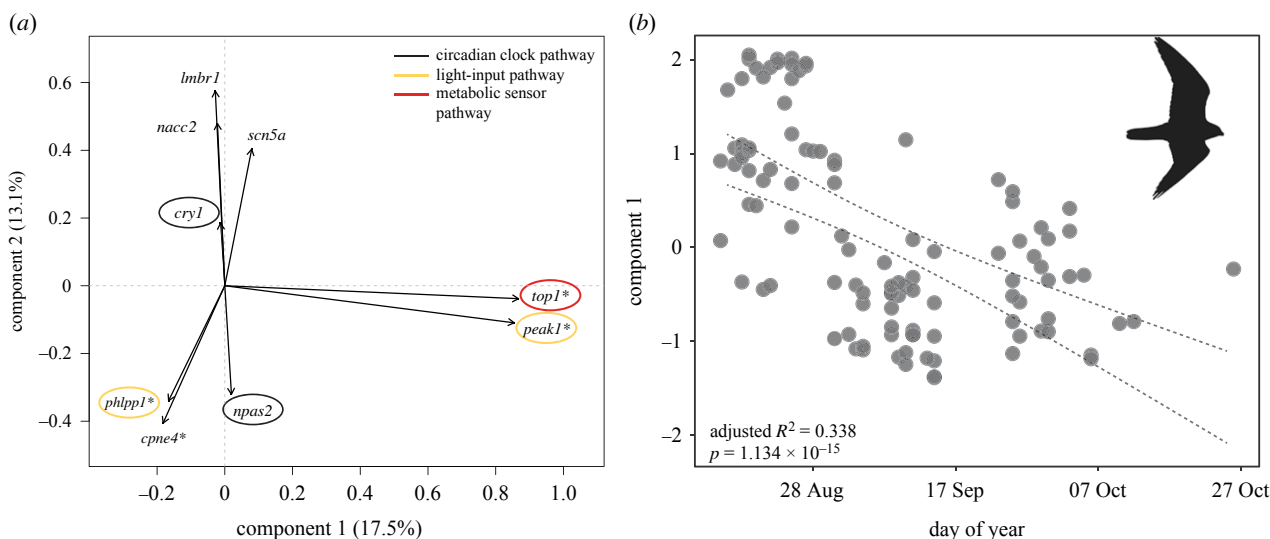 (a)
circadian clock pathway
light-input pathway
metabolic sensor
pathway
lmbr1
nacc2
scn5a
cry1
top1*
peak1*
phlpp1*
npas2
cpne4*
0.6
0.4
0.2
0
–0.2
–0.4
component 2 (13.1%)
–0.2 0 0.2 0.4 0.6 0.8 1.0
component 1 (17.5%)
(b)
2
1
0
–1
–2
component 1
adjusted R² = 0.338
p = 1.134 × 10⁻¹⁵
28 Aug 17 Sep 07 Oct 27 Oct
day of year